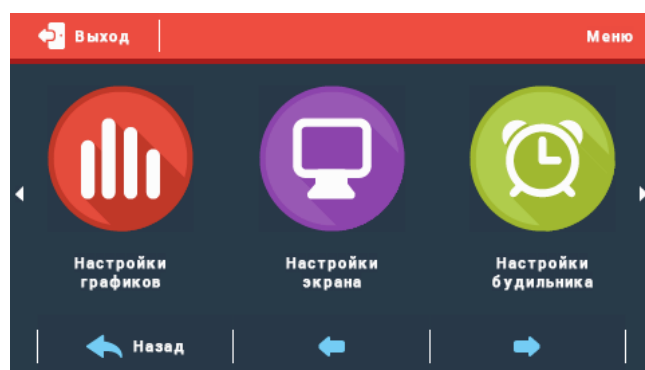 Выход
Меню
Настройки
графиков
Настройки
экрана
Настройки
будильника
Назад